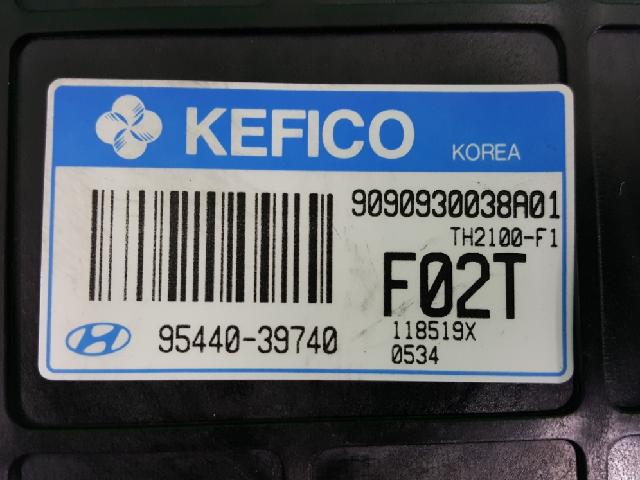 KEFICO KOREA
9090930038A01
TH2100-F1
F02T
95440-39740 118519X
0534